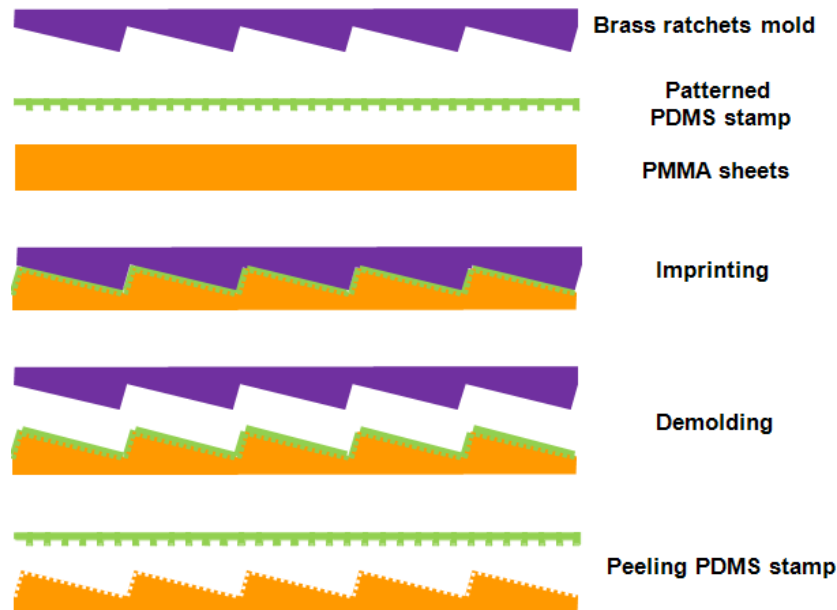 Brass ratchets mold
Patterned
PDMS stamp
PMMA sheets
Imprinting
Demolding
Peeling PDMS stamp